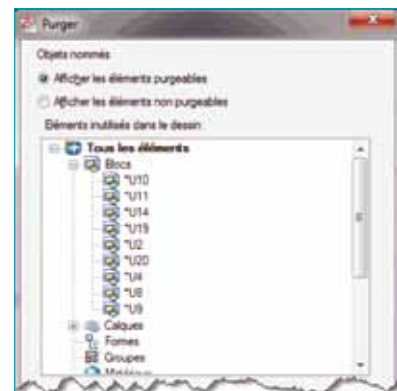 Purger
Objets nommés
Afficher les éléments purgeables
Afficher les éléments non purgeables
Eléments inutilisés dans le dessin:
Tous les éléments
Blocs
*U10
*U11
*U14
*U19
*U2
*U20
*U4
*U8
*U9
Calques
Formes
Groupes